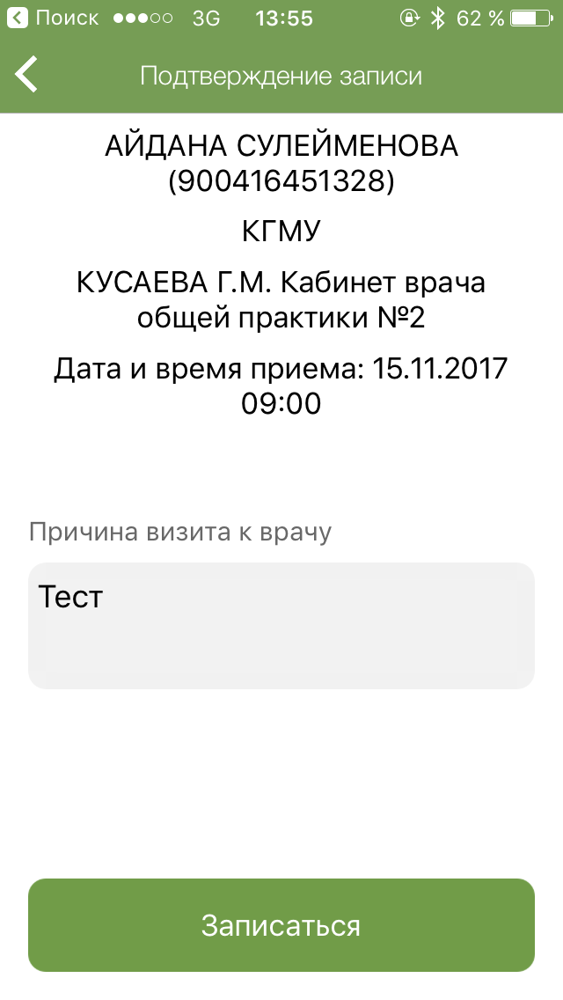 Поиск 3G 13:55 62 %
Подтверждение записи
АЙДАНА СУЛЕЙМЕНОВА
(900416451328)
КГМУ
КУСАЕВА Г.М. Кабинет врача
общей практики №2
Дата и время приема: 15.11.2017
09:00
Причина визита к врачу
Тест
Записаться